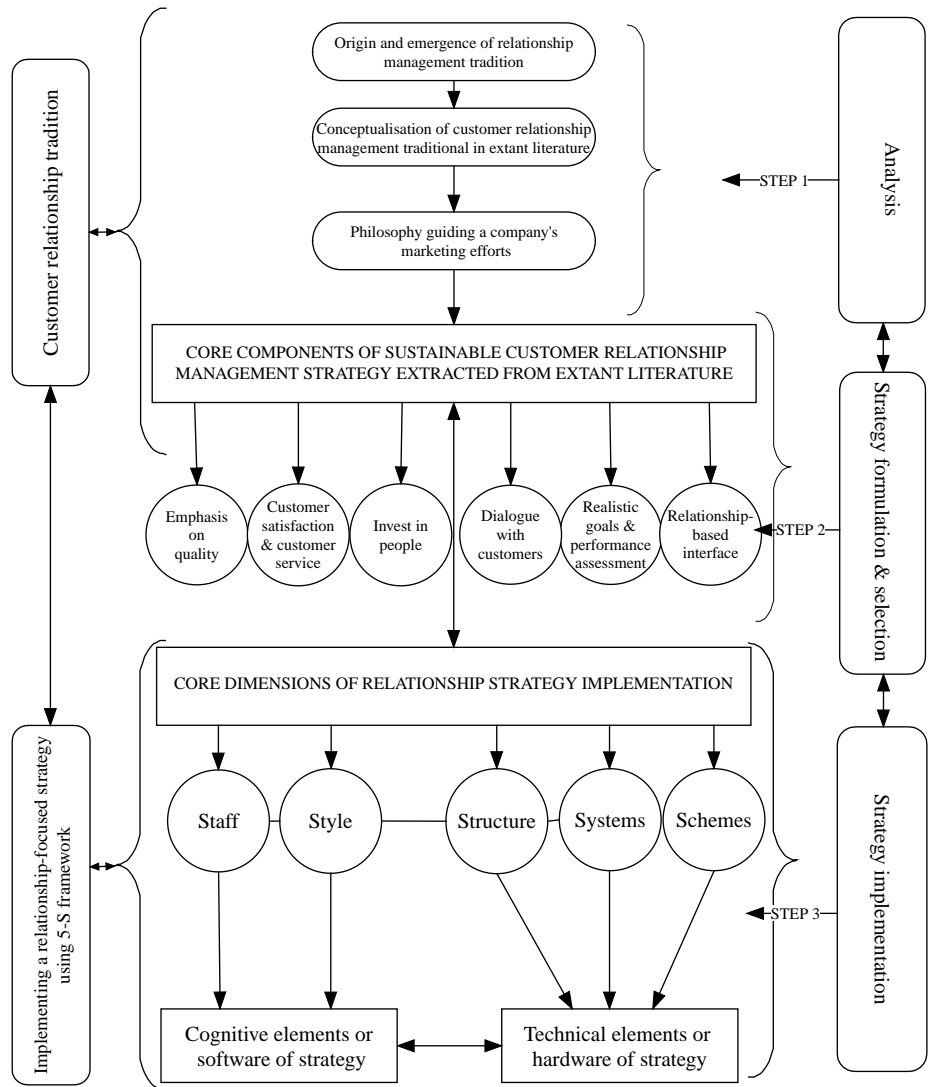 Customer relationship tradition
Origin and emergence of relationship
management tradition
Conceptualisation of customer relationship
management traditional in extant literature
Philosophy guiding a company's
marketing efforts
STEP 1
Analysis
CORE COMPONENTS OF SUSTAINABLE CUSTOMER RELATIONSHIP
MANAGEMENT STRATEGY EXTRACTED FROM EXTANT LITERATURE
Emphasis
on
quality
Customer
satisfaction
& customer
service
Invest in
people
Dialogue
with
customers
Realistic
goals &
performance
assessment
Relationship-
based
interface
STEP 2
Strategy formulation & selection
Implementing a relationship-focused strategy
using 5-S framework
CORE DIMENSIONS OF RELATIONSHIP STRATEGY IMPLEMENTATION
Staff
Style
Structure
Systems
Schemes
STEP 3
Strategy implementation
Cognitive elements or
software of strategy
Technical elements or
hardware of strategy